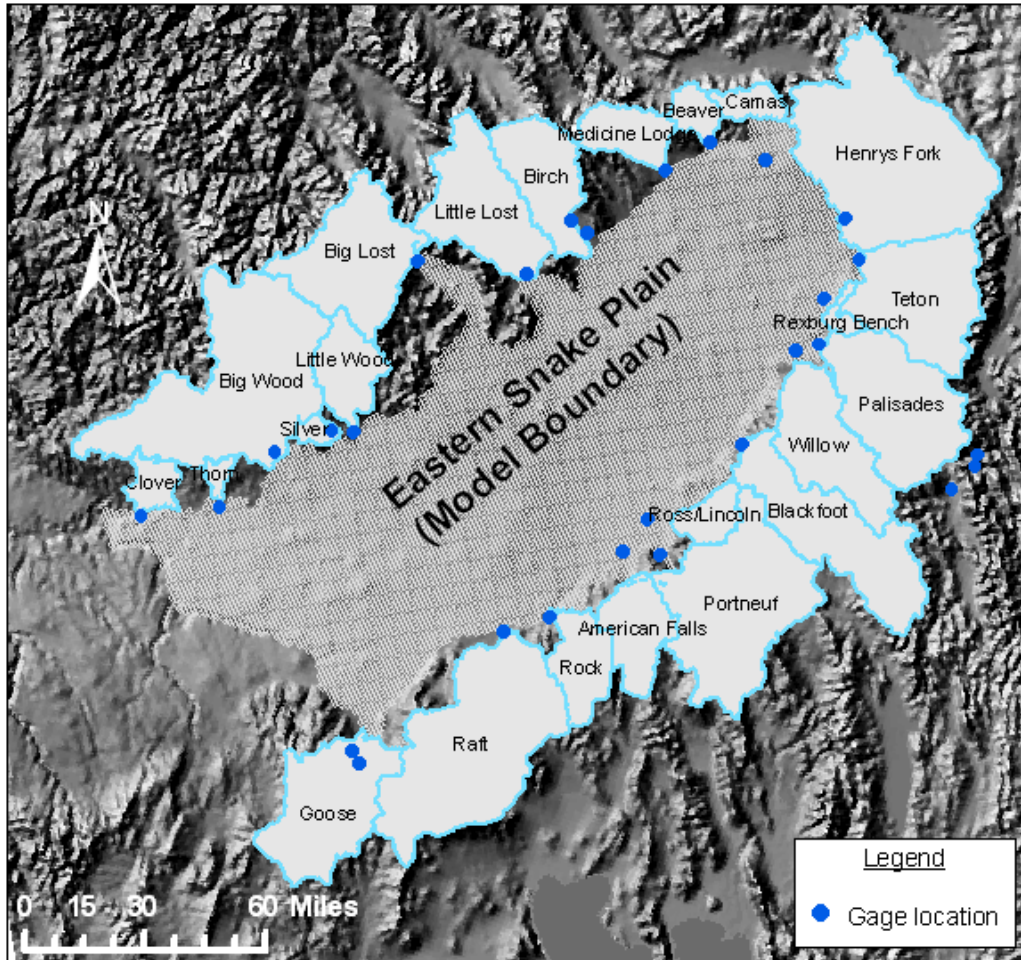 Beaver
Camas
Medicine Lodge
Henrys Fork
Birch
Little Lost
N
Big Lost
Teton
Eastern Snake Plain
(Model Boundary)
Rexburg Bench
Little Wood
Big Wood
Palisades
Silver
Willow
Thorn
Clover
Ross/Lincoln
Blackfoot
Portneuf
American Falls
Rock
Raft
Goose
Legend
Gage location
0 15 30 60 Miles